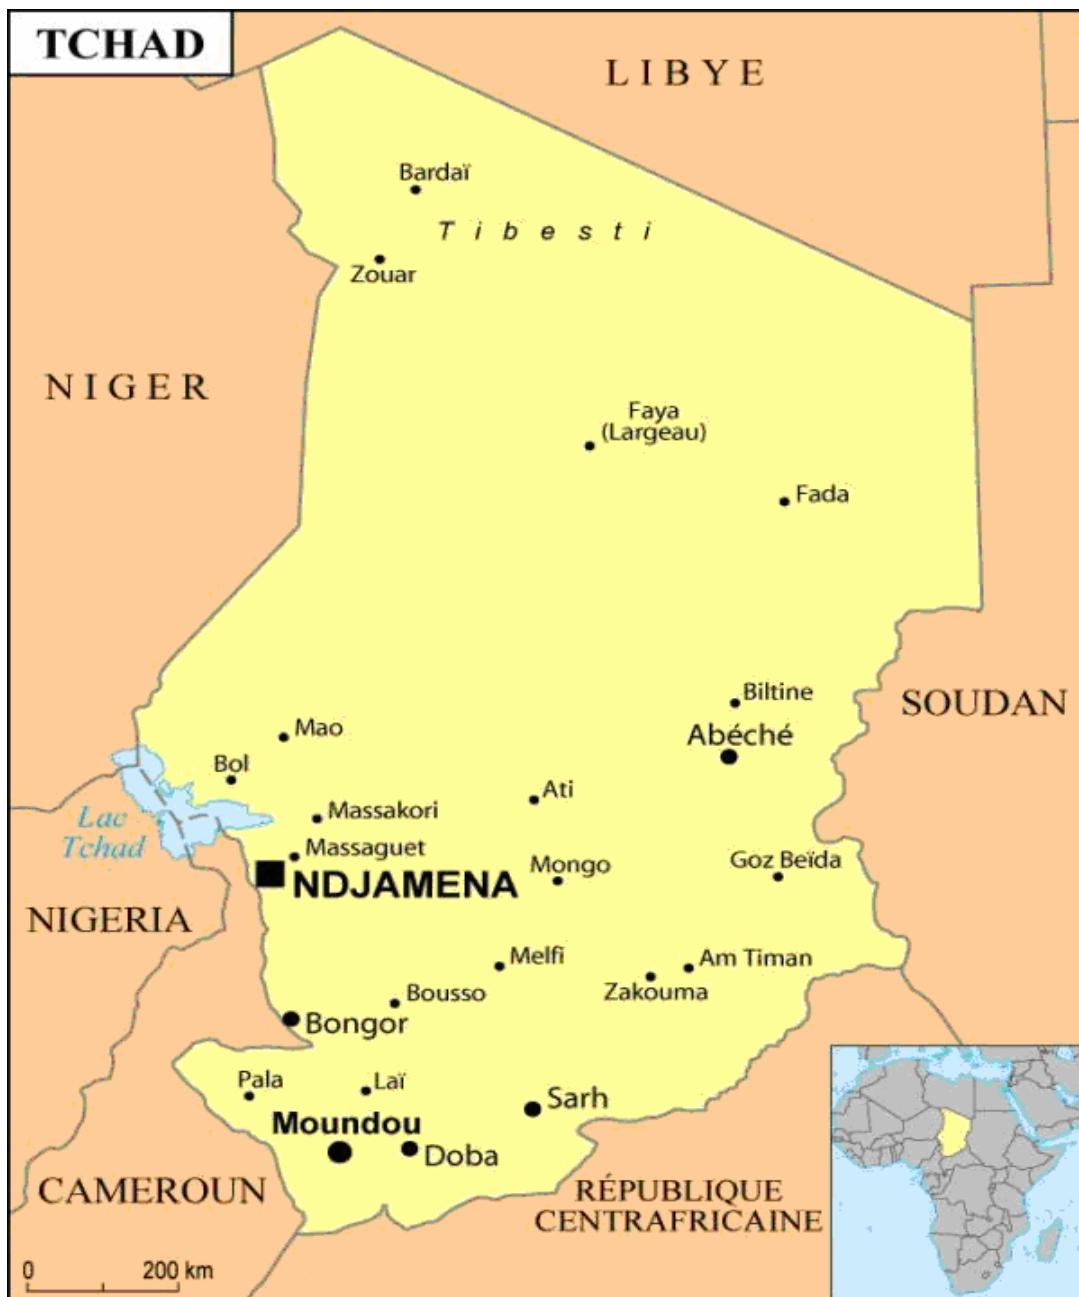 TCHAD
LIBYE
Bardaï
Tibesti
Zouar
NIGER
Faya
(Largeau)
Fada
Biltine
SOUDAN
Abéché
Mao
Bol
Ati
Massakori
Lac
Tchad
Massaguet
Mongo
Goz Beïda
NDJAMENA
NIGERIA
Melfi
Am Timan
Zakouma
Bousso
Bongor
Pala
Laï
Sarh
Moundou
Doba
CAMEROUN
RÉPUBLIQUE
CENTRAFRICAINE
0 200 km